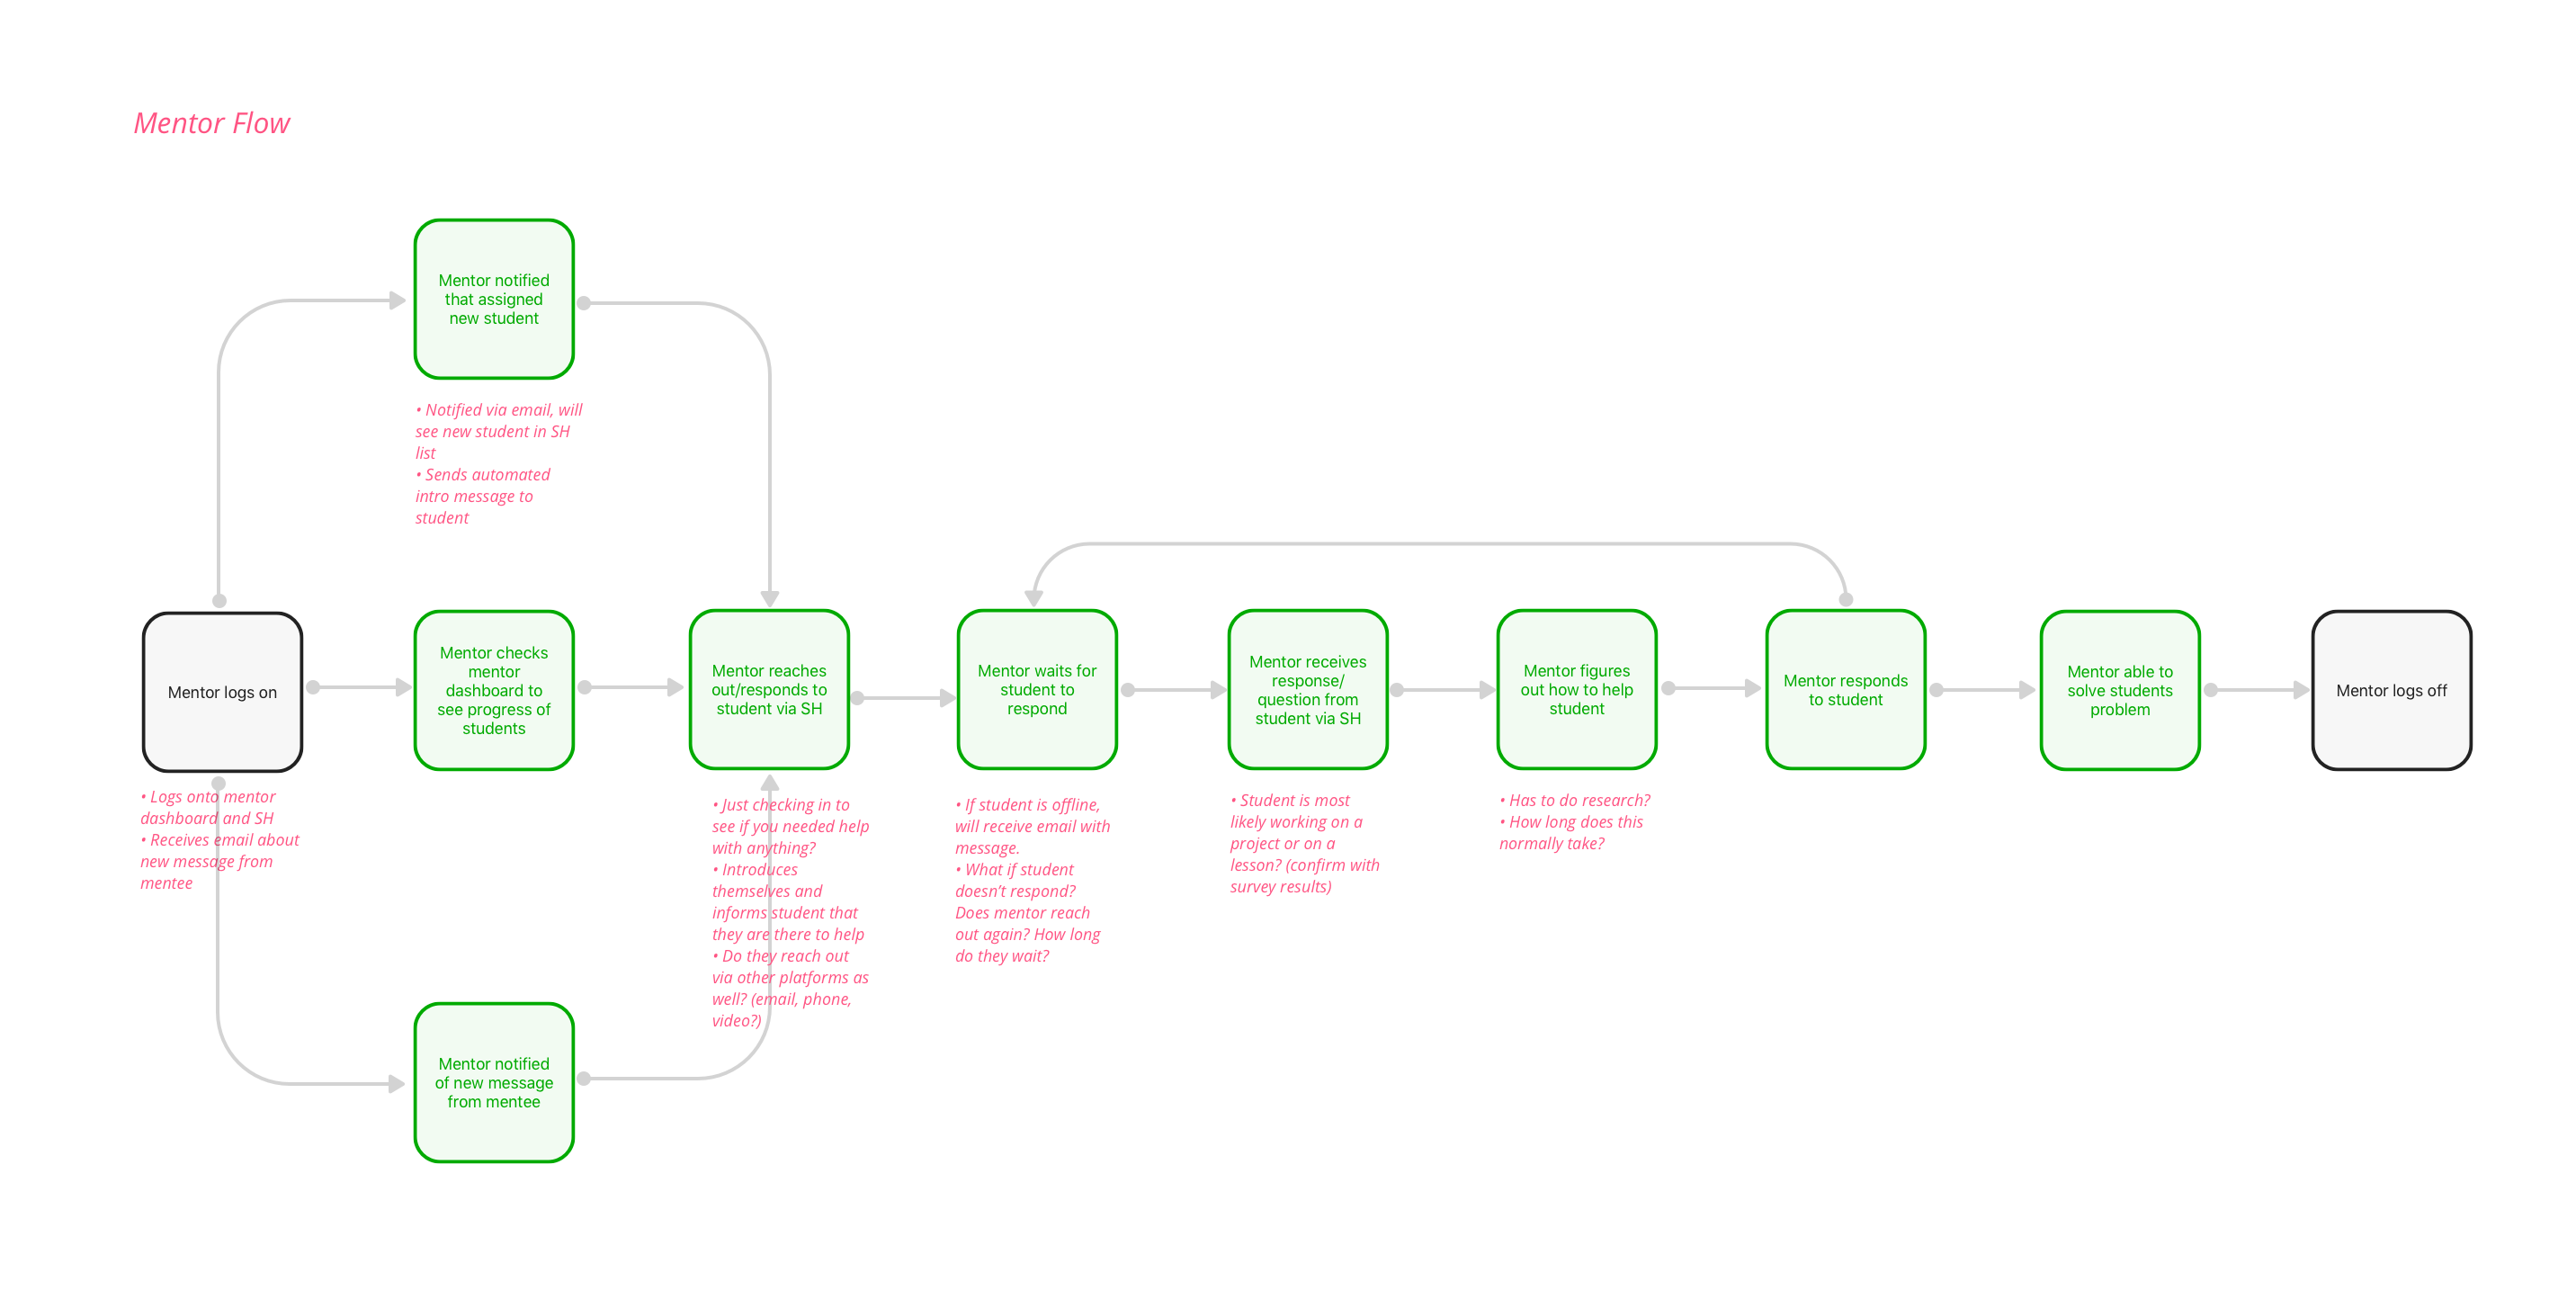 Mentor Flow
Mentor notified
that assigned
new student
• Notified via email, will
see new student in SH
list
• Sends automated
intro message to
student
Mentor logs on
• Logs onto mentor
dashboard and SH
• Receives email about
new message from
mentee
Mentor checks
mentor
dashboard to
see progress of
students
Mentor notified
of new message
from mentee
Mentor reaches
out/responds to
student via SH
• Just checking in to
see if you needed help
with anything?
• Introduces
themselves and
informs student that
they are there to help
• Do they reach out
via other platforms as
well? (email, phone,
video?)
Mentor waits for
student to
respond
• If student is offline,
will receive email with
message.
• What if student
doesn’t respond?
Does mentor reach
out again? How long
do they wait?
Mentor receives
response/
question from
student via SH
• Student is most
likely working on a
project or on a
lesson? (confirm with
survey results)
Mentor figures
out how to help
student
• Has to do research?
• How long does this
normally take?
Mentor responds
to student
Mentor able to
solve students
problem
Mentor logs off